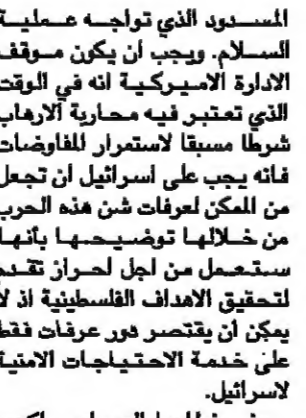 المسدود الذي تواجه عملية
السلام. ويجب ان يكون موقف
الادارة الاميركية انه في الوقت
الذي تعتبر فيه محاربة الارهاب
شرطا مسبقا لاستمرار المفاوضات
فانه يجب على اسرائيل ان تجعل
من الممكن لعرفات شن هذه الحرب
من خلالها توضيحها بأنها
ستعمل من اجل احراز تقدم
لتحقيق الاهداف الفلسطينية اذ لا
يمكن ان يقتصر دور عرفات فقط
على خدمة الاحتياجات الامنية
لاسرائيل.